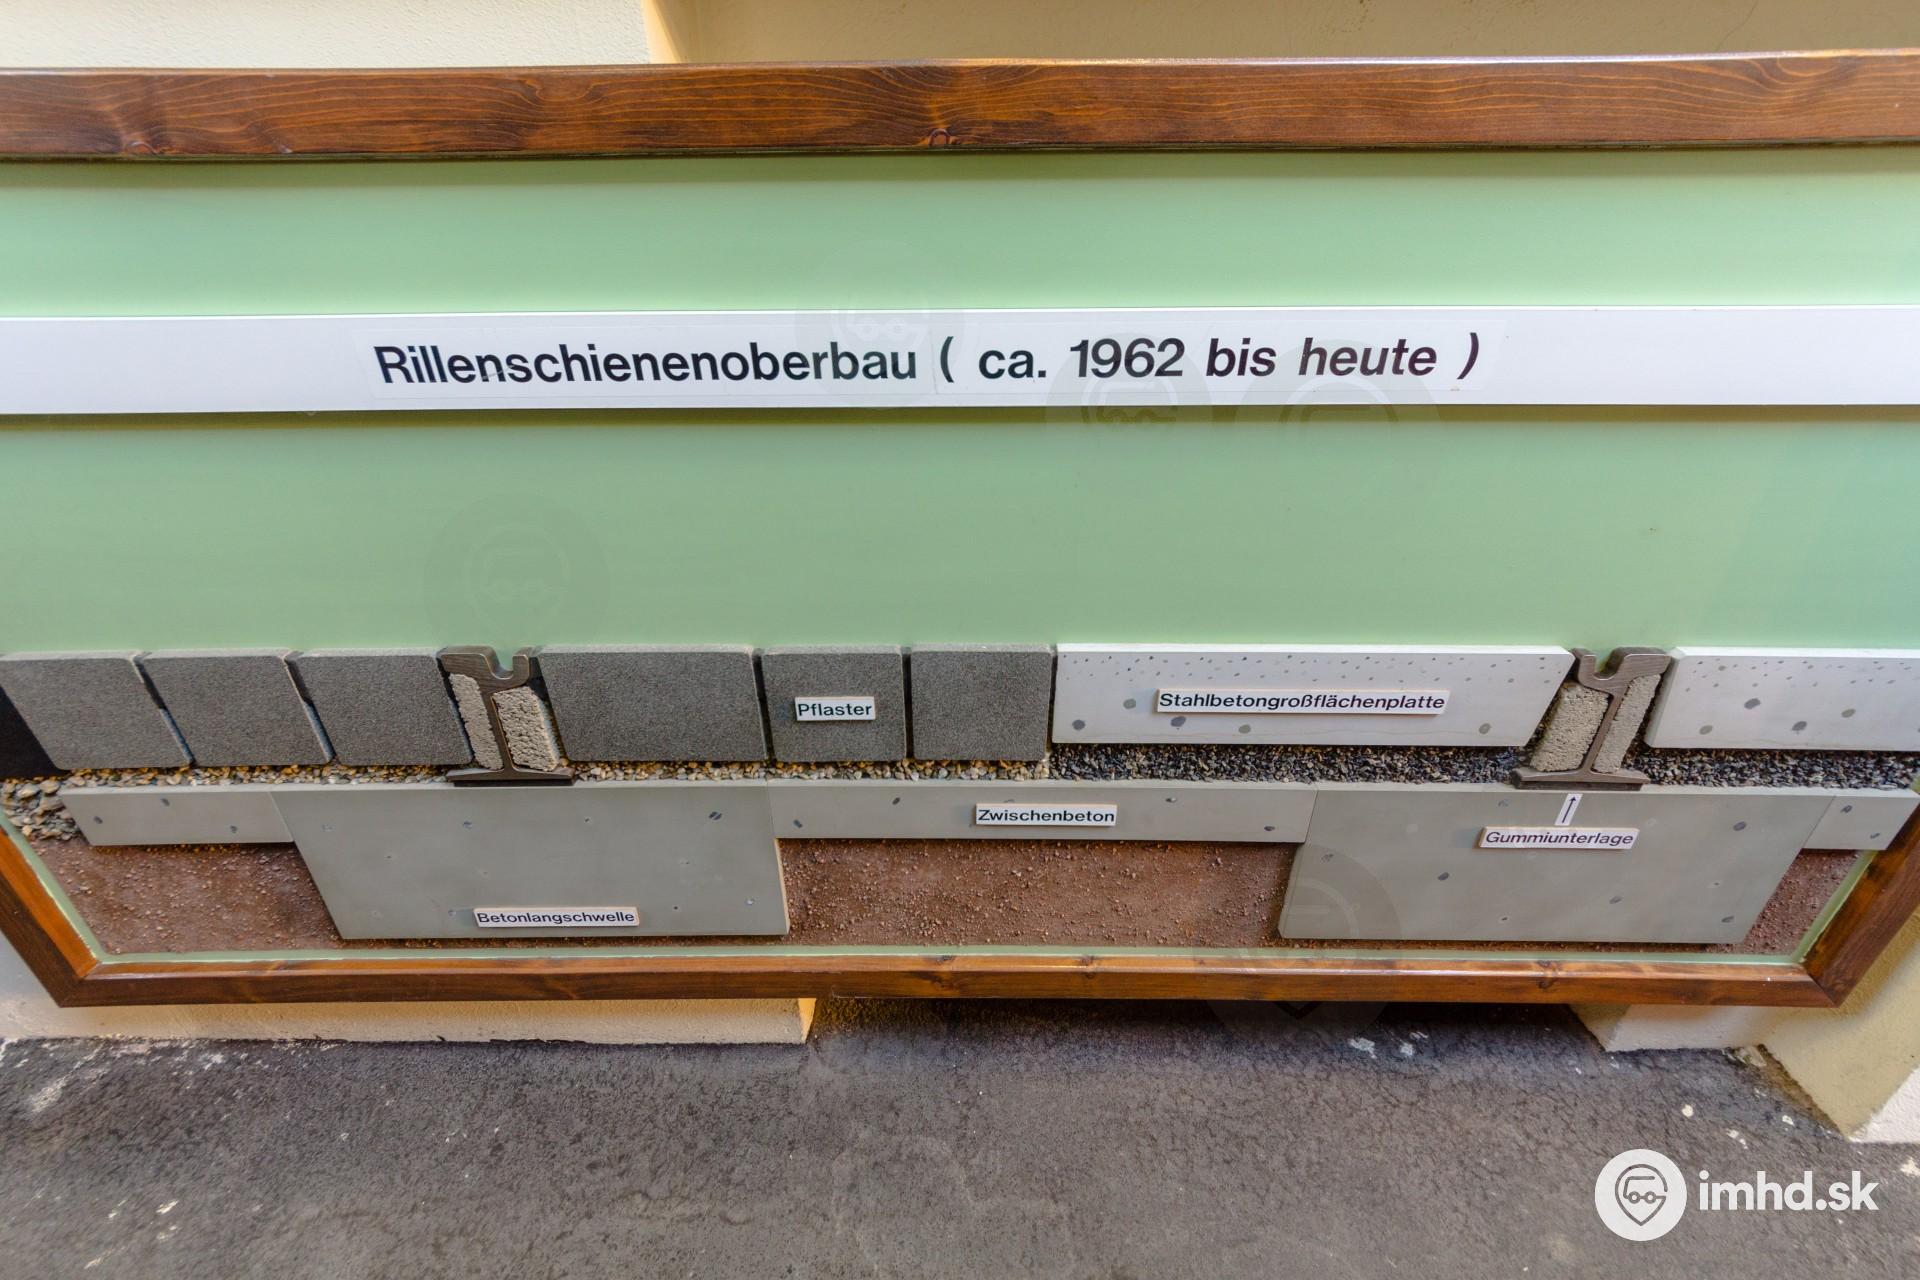 Rillenschienenoberbau ( ca. 1962 bis heute )
Pflaster
Stahlbetongroßflächenplatte
Zwischenbeton
Gummiunterlage
Betonlangschwelle
imhd.sk